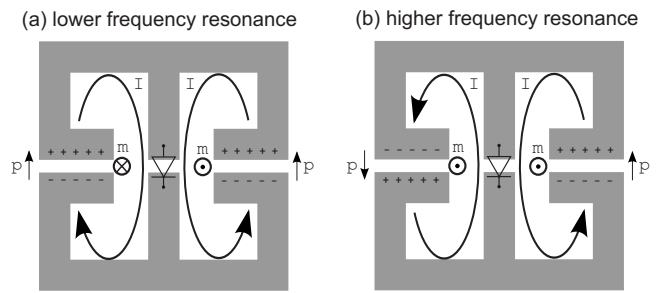 (a) lower frequency resonance
(b) higher frequency resonance
I I
m m
p + + + + + + + + + + p
- - - - - - - - - -
I I
m m
p - - - - - + + + + + p
+ + + + + - - - - -